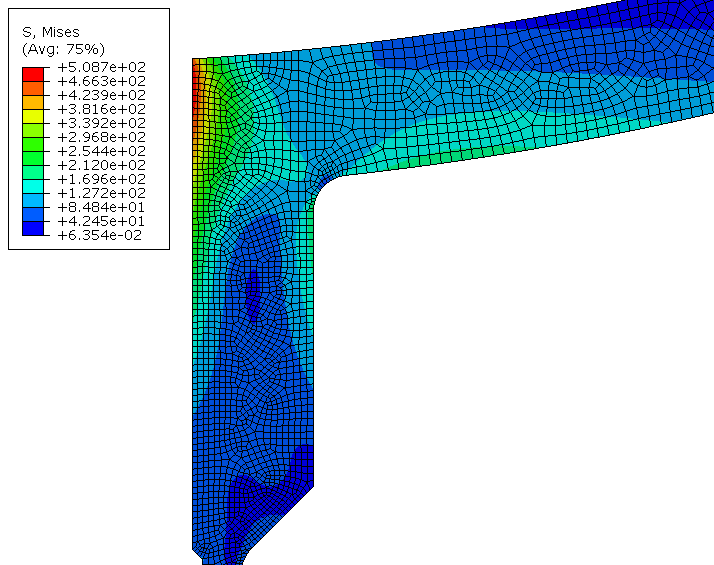 S, Mises
(Avg: 75%)
+5.087e+02
+4.663e+02
+4.239e+02
+3.816e+02
+3.392e+02
+2.968e+02
+2.544e+02
+2.120e+02
+1.696e+02
+1.272e+02
+8.484e+01
+4.245e+01
+6.354e-02